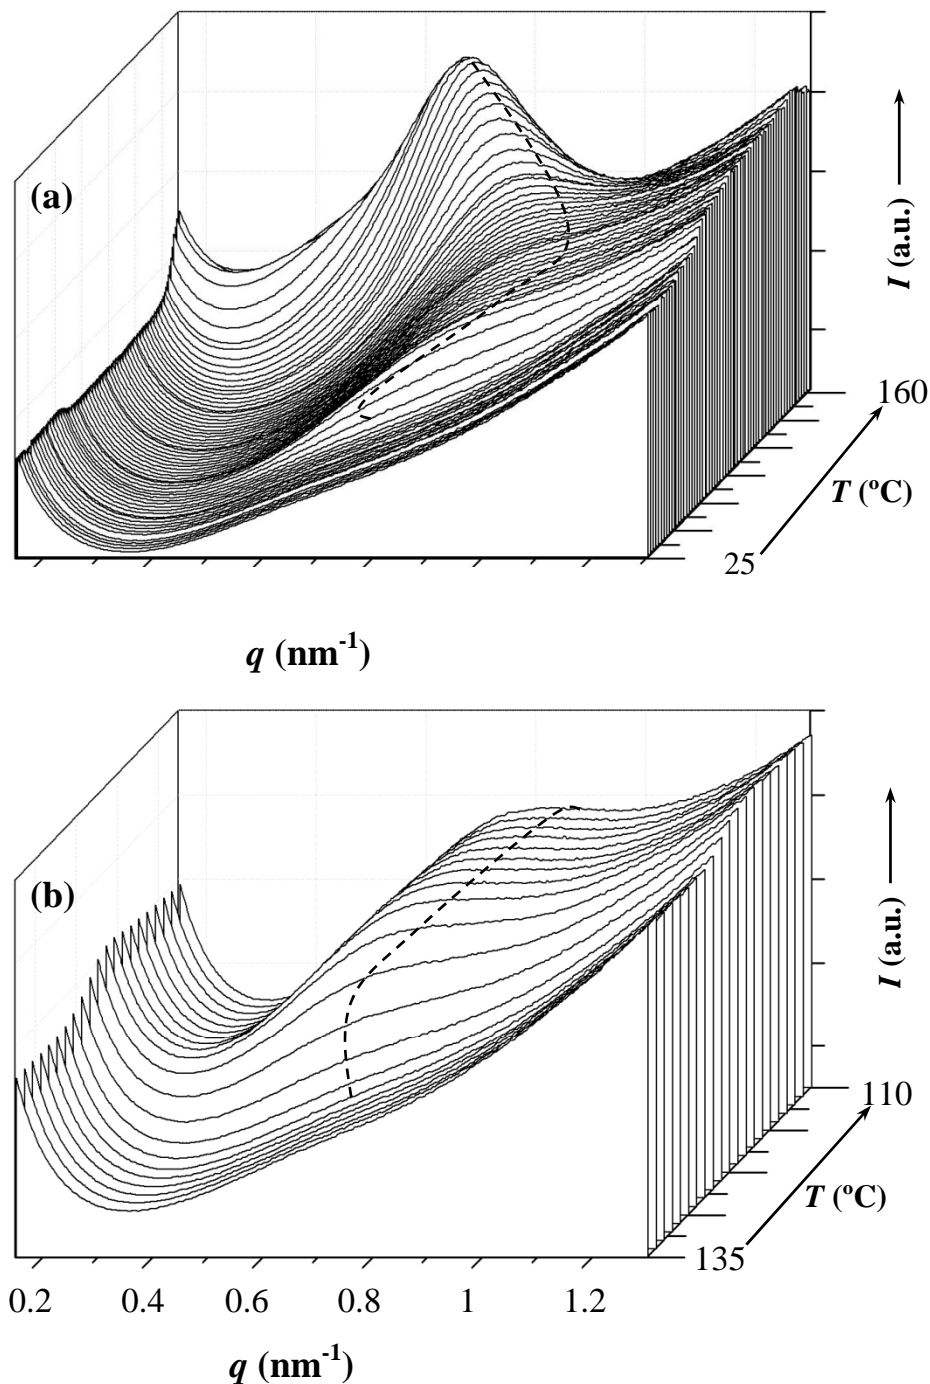 (a)
I (a.u.)
160
T (ºC)
25
q (nm-1)
(b)
I (a.u.)
110
T (ºC)
135
0.2 0.4 0.6 0.8 1 1.2
q (nm-1)